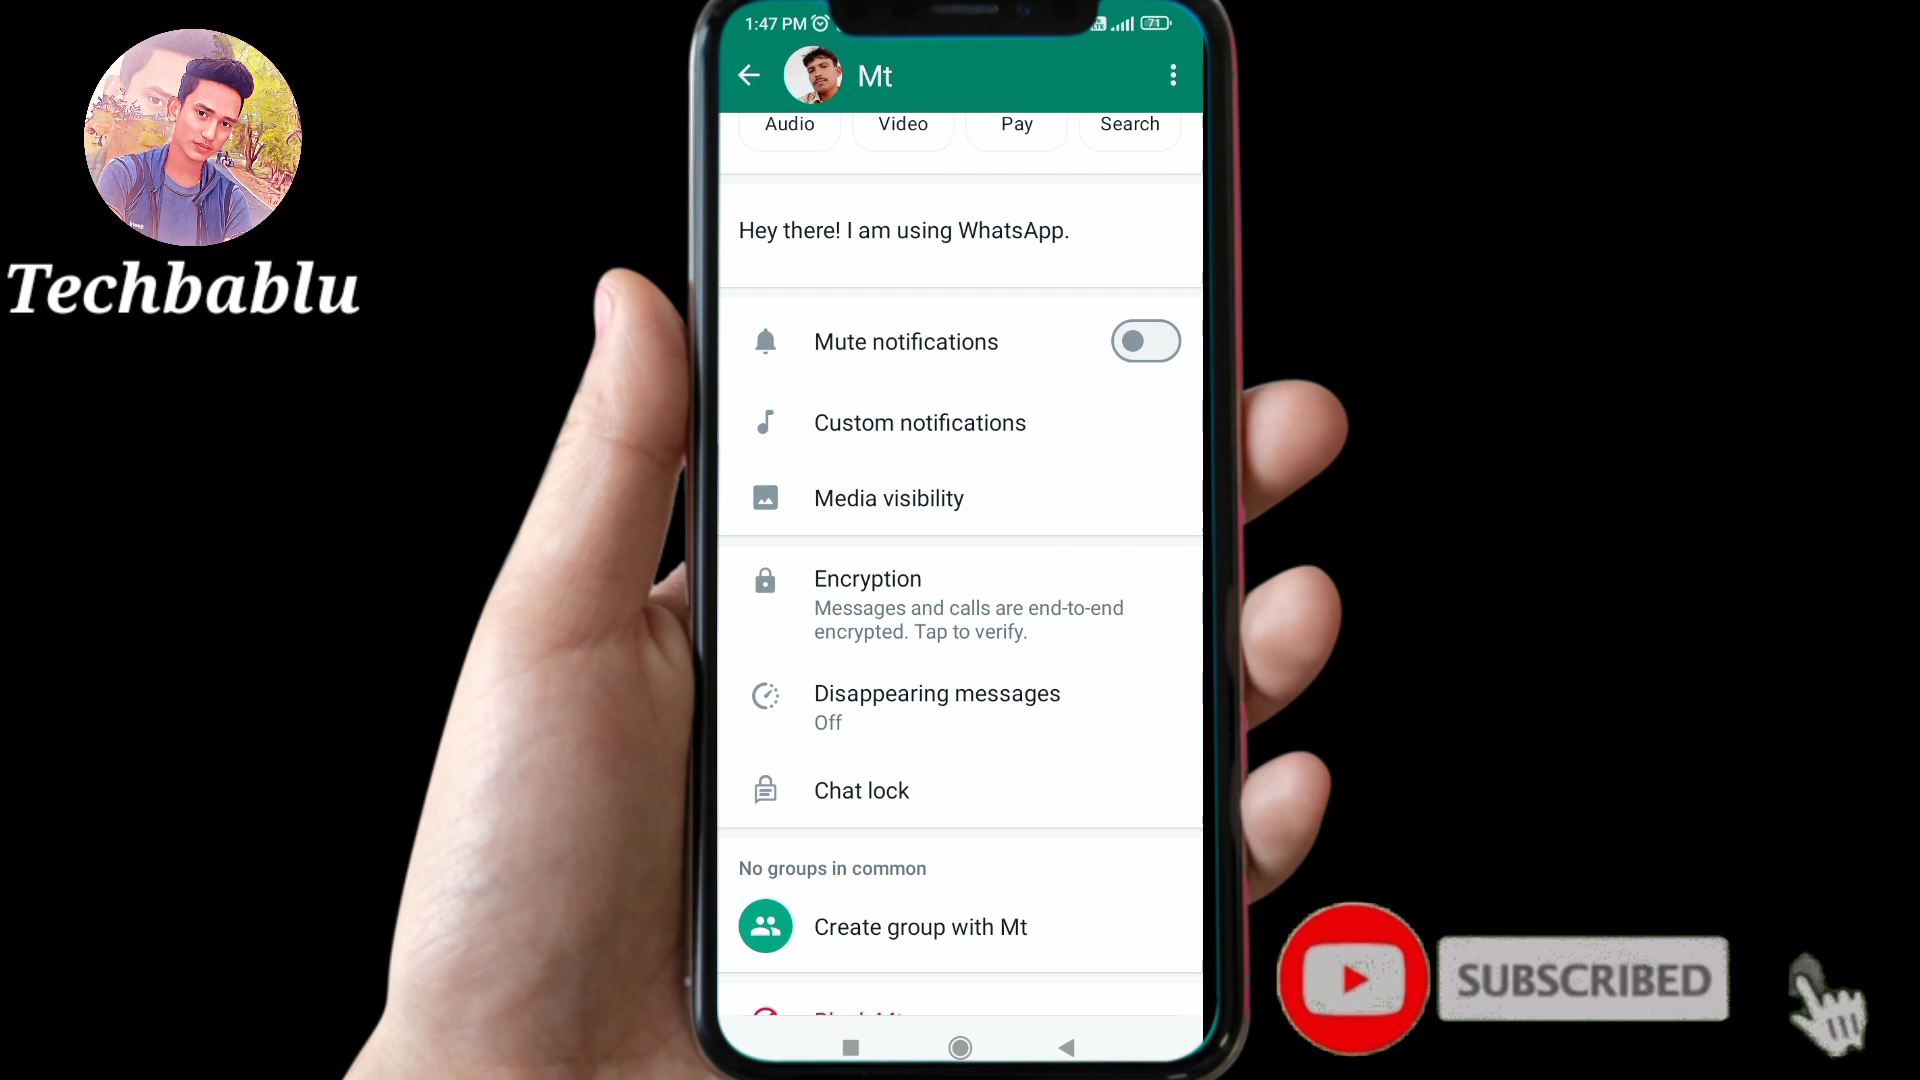 Techbablu
1:47 PM
71
Mt
Audio
Video
Pay
Search
Hey there! I am using WhatsApp.
Mute notifications
Custom notifications
Media visibility
Encryption
Messages and calls are end-to-end
encrypted. Tap to verify.
Disappearing messages
Off
Chat lock
No groups in common
Create group with Mt
SUBSCRIBED